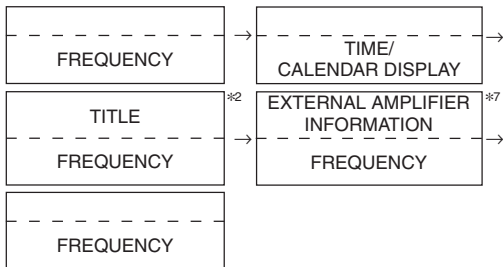 FREQUENCY
→
TIME/
CALENDAR DISPLAY
→
TITLE
*2
FREQUENCY
→
EXTERNAL AMPLIFIER
INFORMATION
*7
FREQUENCY
→
FREQUENCY